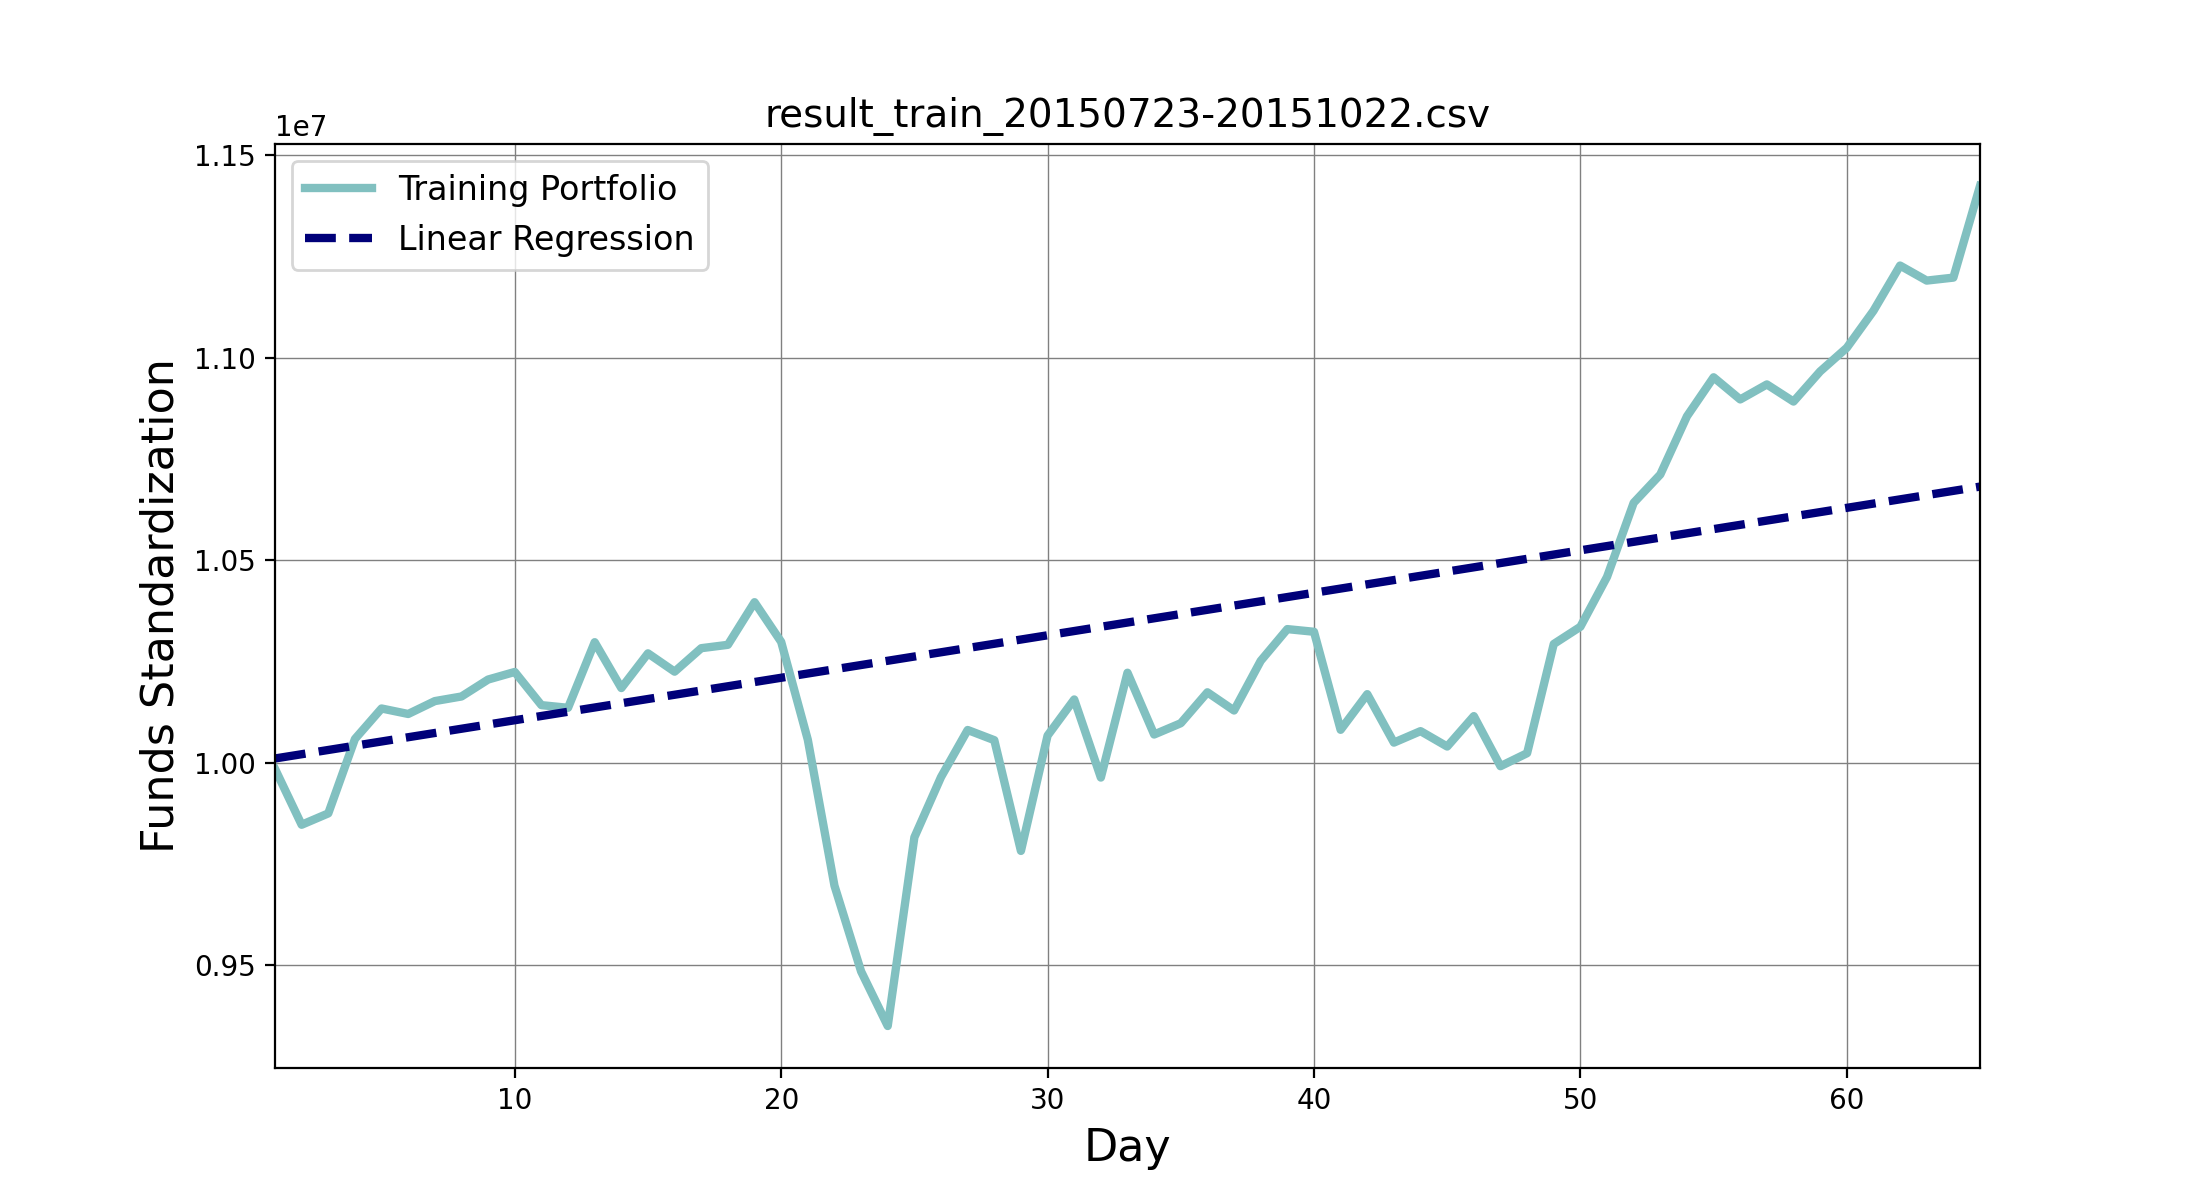 result_train_20150723-20151022.csv
1e7
Training Portfolio
Linear Regression
1.15
1.10
1.05
1.00
0.95
Funds Standardization
10 20 30 40 50 60
Day